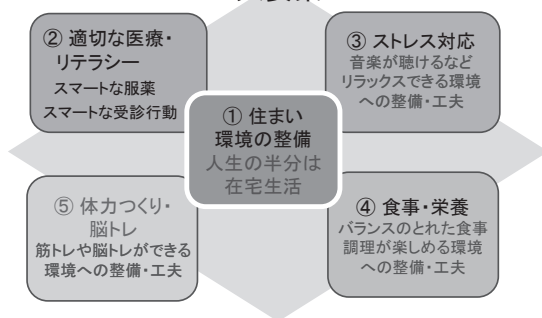 ② 適切な医療・
リテラシー
スマートな服薬
スマートな受診行動
③ ストレス対応
音楽が聴けるなど
リラックスできる環境
への整備・工夫
① 住まい
環境の整備
人生の半分は
在宅生活
⑤ 体力つくり・
脳トレ
筋トレや脳トレができる
環境への整備・工夫
④ 食事・栄養
バランスのとれた食事
調理が楽しめる環境
への整備・工夫